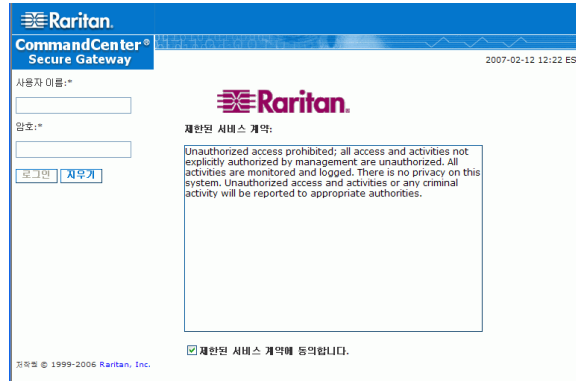 Raritan.
CommandCenter®
Secure Gateway
2007-02-12 12:22 ES
사용자 이름:*
암호:*
로그인 지우기
Raritan.
제한된 서비스 계약:
Unauthorized access prohibited; all access and activities not
explicitly authorized by management are unauthorized. All
activities are monitored and logged. There is no privacy on this
system. Unauthorized access and activities or any criminal
activity will be reported to appropriate authorities.
제한된 서비스 계약에 동의합니다.
저작권 © 1999-2006 Raritan, Inc.